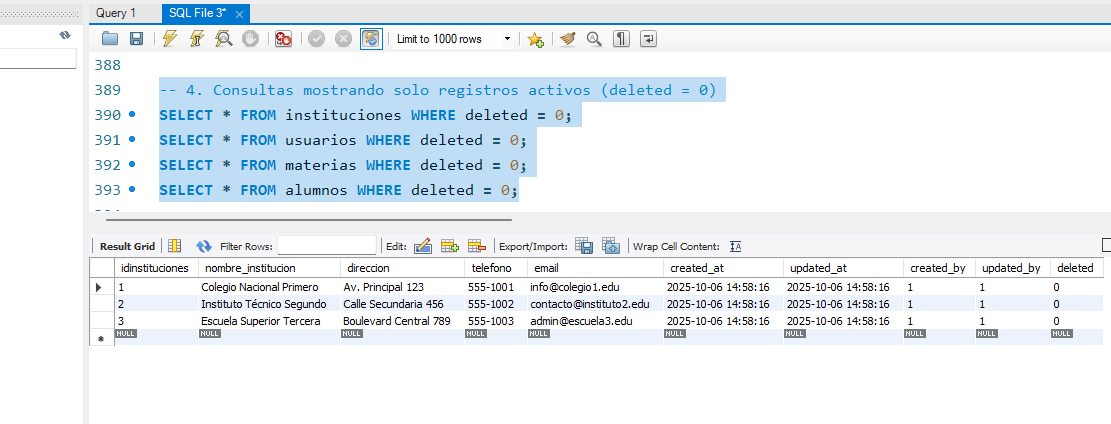 Query 1 SQL File 3* ×
Limit to 1000 rows
388
389 -- 4. Consultas mostrando solo registros activos (deleted = 0)
390 SELECT * FROM instituciones WHERE deleted = 0;
391 SELECT * FROM usuarios WHERE deleted = 0;
392 SELECT * FROM materias WHERE deleted = 0;
393 SELECT * FROM alumnos WHERE deleted = 0;
Result Grid Filter Rows: Edit: Export/Import: Wrap Cell Content:
idinstituciones nombre_institucion direccion telefono email created_at updated_at created_by updated_by deleted
1 Colegio Nacional Primero Av. Principal 123 555-1001 info@colegio1.edu 2025-10-06 14:58:16 2025-10-06 14:58:16 1 1 0
2 Instituto Técnico Segundo Calle Secundaria 456 555-1002 contacto@instituto2.edu 2025-10-06 14:58:16 2025-10-06 14:58:16 1 1 0
3 Escuela Superior Tercera Boulevard Central 789 555-1003 admin@escuela3.edu 2025-10-06 14:58:16 2025-10-06 14:58:16 1 1 0
NULL NULL NULL NULL NULL NULL NULL NULL NULL NULL